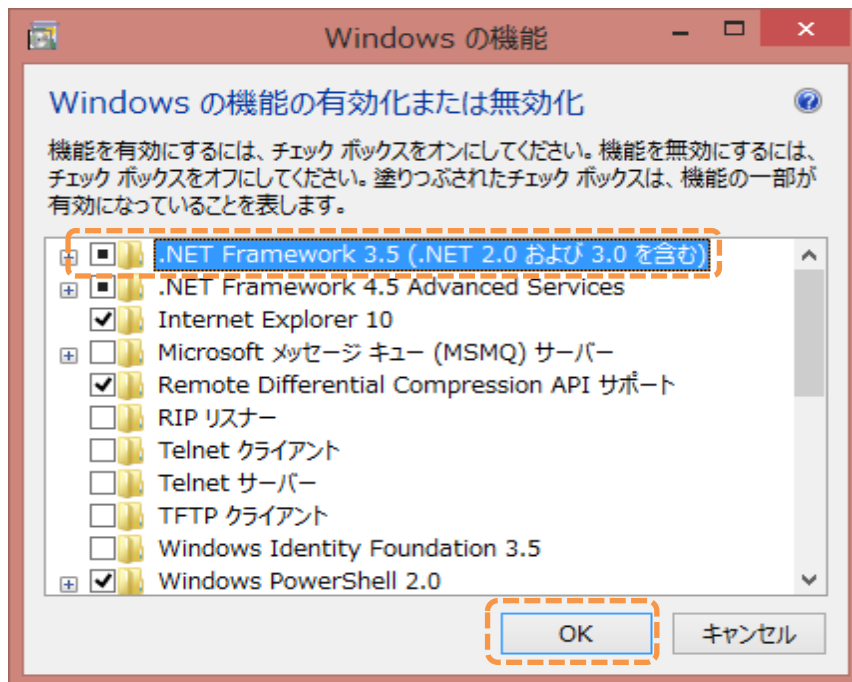 Windows の機能
Windows の機能の有効化または無効化
機能を有効にするには、チェック ボックスをオンにしてください。機能を無効にするには、
チェック ボックスをオフにしてください。塗りつぶされたチェック ボックスは、機能の一部が
有効になっていることを表します。
.NET Framework 3.5 (.NET 2.0 および 3.0 を含む)
.NET Framework 4.5 Advanced Services
Internet Explorer 10
Microsoft メッセージ キュー (MSMQ) サーバー
Remote Differential Compression API サポート
RIP リスナー
Telnet クライアント
Telnet サーバー
TFTP クライアント
Windows Identity Foundation 3.5
Windows PowerShell 2.0
OK
キャンセル